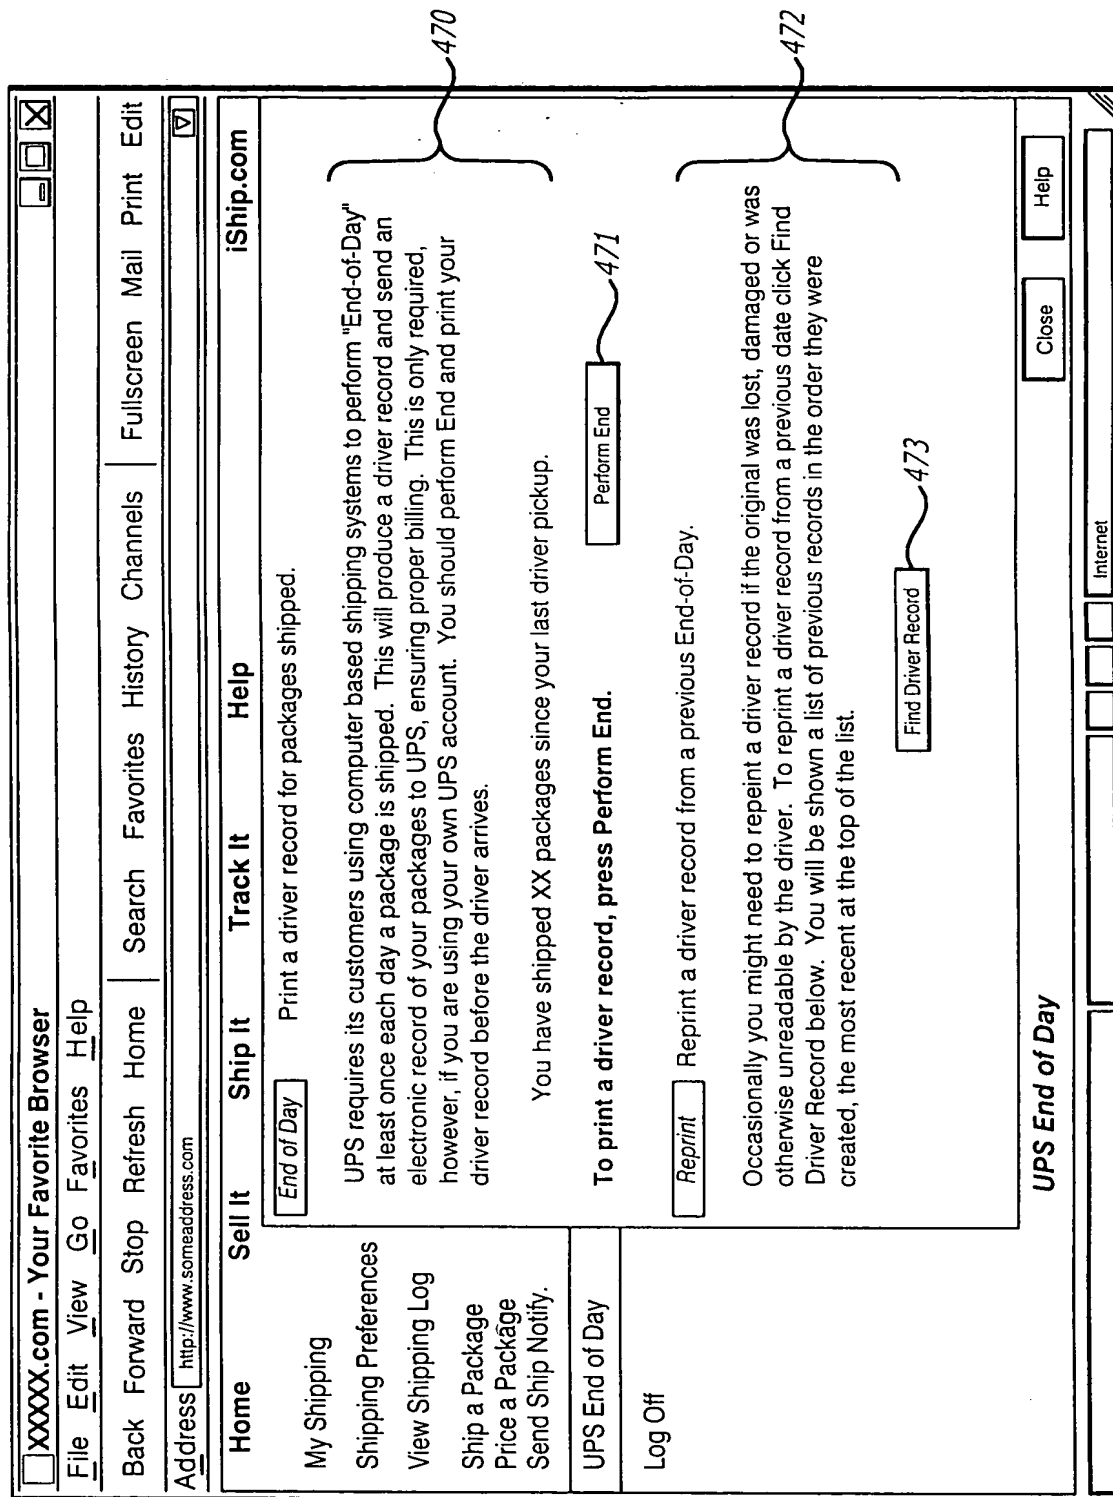 XXXXX.com - Your Favorite Browser
File Edit View Go Favorites Help
Back Forward Stop Refresh Home Search Favorites History Channels Fullscreen Mail Print Edit
Address http://www.someaddress.com
Home Sell It Ship It Track It Help iShip.com
My Shipping
Shipping Preferences
View Shipping Log
Ship a Package
Price a Package
Send Ship Notify.
UPS End of Day
Log Off
End of Day Print a driver record for packages shipped.
UPS requires its customers using computer based shipping systems to perform "End-of-Day"
at least once each day a package is shipped. This will produce a driver record and send an
electronic record of your packages to UPS, ensuring proper billing. This is only required,
however, if you are using your own UPS account. You should perform End and print your
driver record before the driver arrives.
470
You have shipped XX packages since your last driver pickup.
To print a driver record, press Perform End.
Perform End
471
Reprint Reprint a driver record from a previous End-of-Day.
Occasionally you might need to repeint a driver record if the original was lost, damaged or was
otherwise unreadable by the driver. To reprint a driver record from a previous date click Find
Driver Record below. You will be shown a list of previous records in the order they were
created, the most recent at the top of the list.
472
Find Driver Record
473
UPS End of Day
Close
Help
Internet